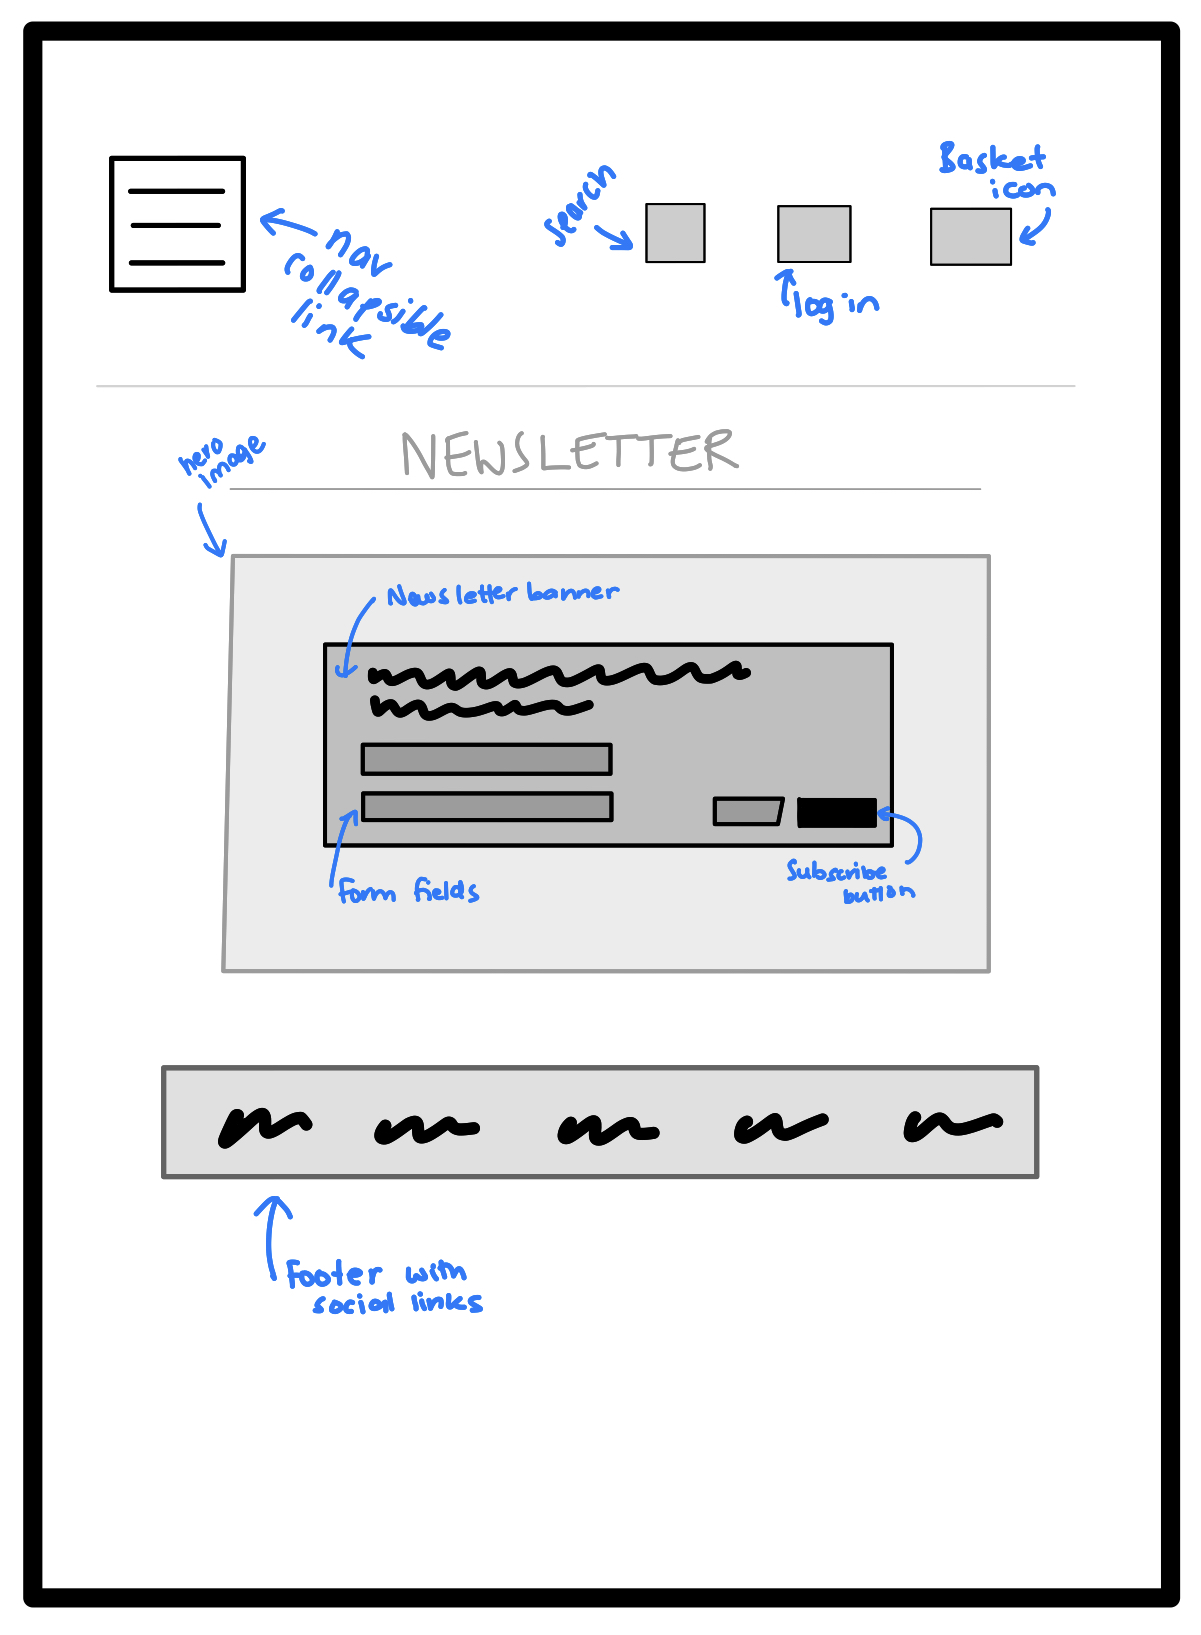 nav
collapsible
link
search
log in
Basket
icon
NEWSLETTER
hero
image
Newsletter banner
Form fields
Subscribe
button
Footer with
social links